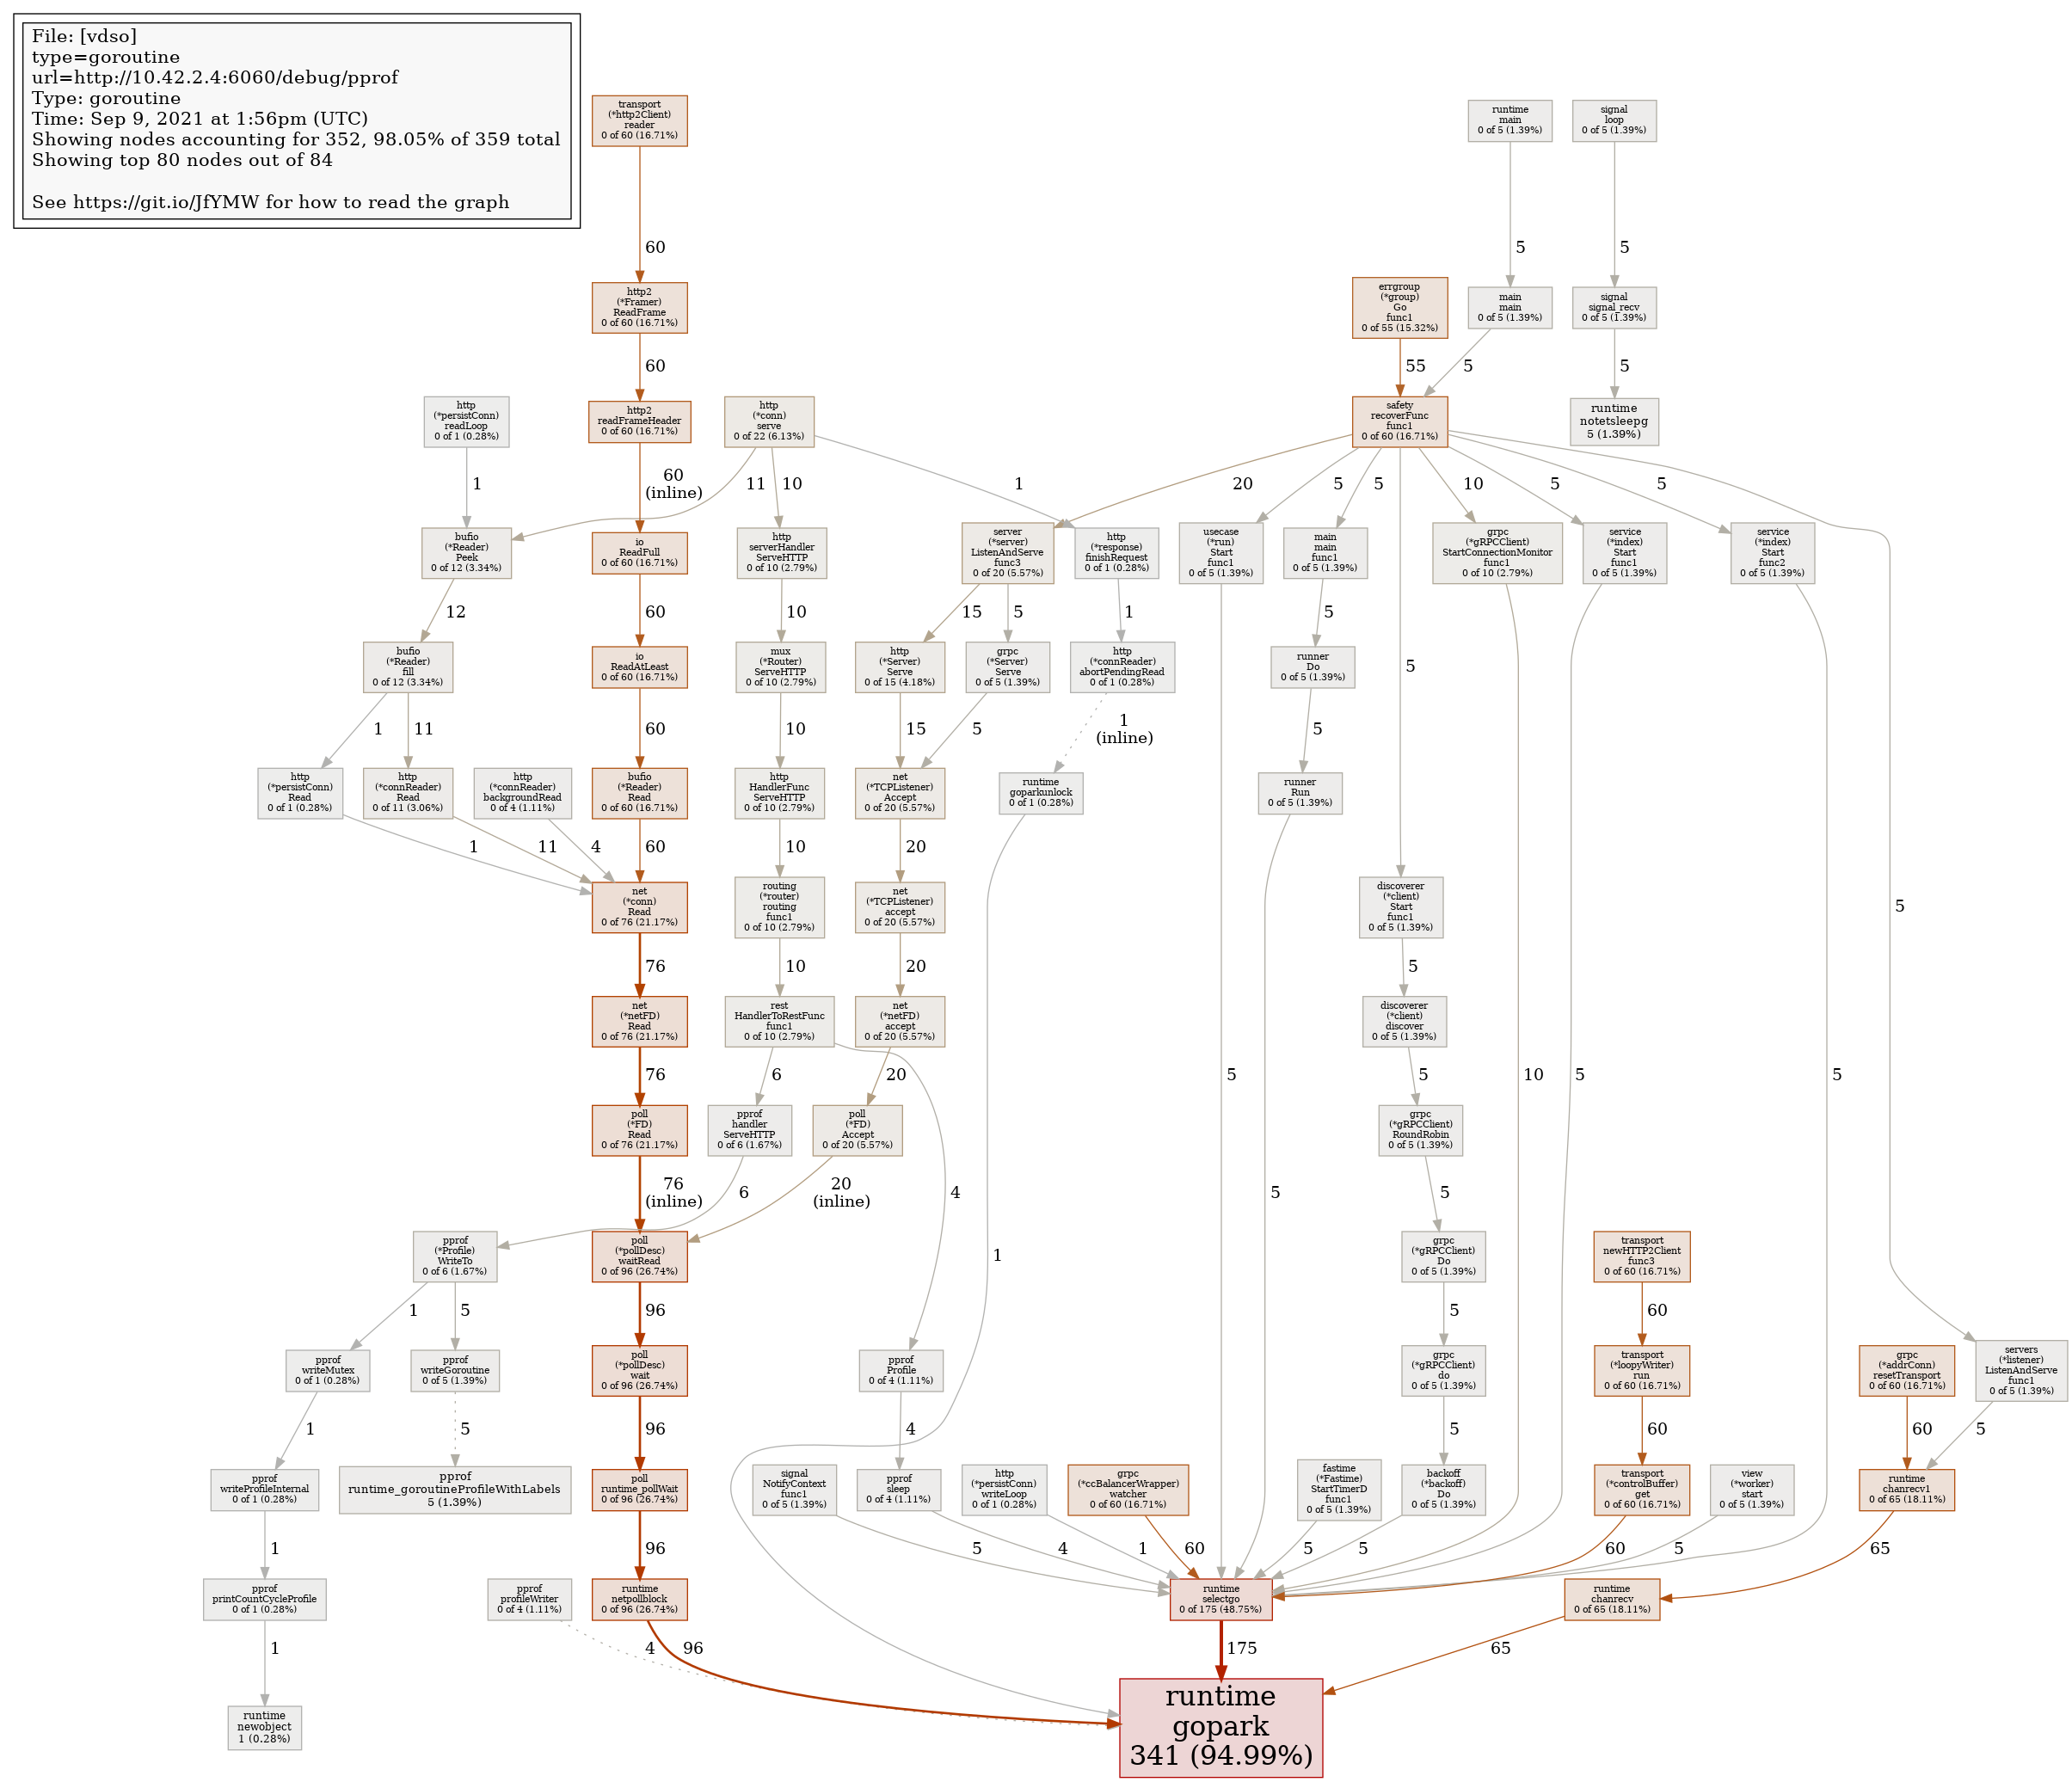 File: [vdso]
type=goroutine
url=http://10.42.2.4:6060/debug/pprof
Type: goroutine
Time: Sep 9, 2021 at 1:56pm (UTC)
Showing nodes accounting for 352, 98.05% of 359 total
Showing top 80 nodes out of 84
See https://git.io/JfYMW for how to read the graph
transport
(*http2Client)
reader
0 of 60 (16.71%)
runtime
main
0 of 5 (1.39%)
signal
loop
0 of 5 (1.39%)
60
5
5
http2
(*Framer)
ReadFrame
0 of 60 (16.71%)
errgroup
(*group)
Go
func1
0 of 55 (15.32%)
main
main
0 of 5 (1.39%)
signal
signal_recv
0 of 5 (1.39%)
60
55
5
5
http
(*persistConn)
readLoop
0 of 1 (0.28%)
http2
readFrameHeader
0 of 60 (16.71%)
http
(*conn)
serve
0 of 22 (6.13%)
safety
recoverFunc
func1
0 of 60 (16.71%)
runtime
notetsleepg
5 (1.39%)
1
60
(inline)
11
10
1
20
5
5
10
5
5
bufio
(*Reader)
Peek
0 of 12 (3.34%)
io
ReadFull
0 of 60 (16.71%)
http
serverHandler
ServeHTTP
0 of 10 (2.79%)
server
(*server)
ListenAndServe
func3
0 of 20 (5.57%)
http
(*response)
finishRequest
0 of 1 (0.28%)
usecase
(*run)
Start
func1
0 of 5 (1.39%)
main
main
func1
0 of 5 (1.39%)
grpc
(*gRPCClient)
StartConnectionMonitor
func1
0 of 10 (2.79%)
service
(*index)
Start
func1
0 of 5 (1.39%)
service
(*index)
Start
func2
0 of 5 (1.39%)
12
60
10
15
5
1
5
5
bufio
(*Reader)
fill
0 of 12 (3.34%)
io
ReadAtLeast
0 of 60 (16.71%)
mux
(*Router)
ServeHTTP
0 of 10 (2.79%)
http
(*Server)
Serve
0 of 15 (4.18%)
grpc
(*Server)
Serve
0 of 5 (1.39%)
http
(*connReader)
abortPendingRead
0 of 1 (0.28%)
runner
Do
0 of 5 (1.39%)
1
11
60
10
15
5
1
(inline)
5
http
(*persistConn)
Read
0 of 1 (0.28%)
http
(*connReader)
Read
0 of 11 (3.06%)
http
(*connReader)
backgroundRead
0 of 4 (1.11%)
bufio
(*Reader)
Read
0 of 60 (16.71%)
http
HandlerFunc
ServeHTTP
0 of 10 (2.79%)
net
(*TCPListener)
Accept
0 of 20 (5.57%)
runtime
goparkunlock
0 of 1 (0.28%)
runner
Run
0 of 5 (1.39%)
1
11
4
60
10
20
net
(*conn)
Read
0 of 76 (21.17%)
routing
(*router)
routing
func1
0 of 10 (2.79%)
net
(*TCPListener)
accept
0 of 20 (5.57%)
discoverer
(*client)
Start
func1
0 of 5 (1.39%)
5
76
10
20
5
net
(*netFD)
Read
0 of 76 (21.17%)
rest
HandlerToRestFunc
func1
0 of 10 (2.79%)
net
(*netFD)
accept
0 of 20 (5.57%)
discoverer
(*client)
discover
0 of 5 (1.39%)
76
6
20
5
5
10
5
5
poll
(*FD)
Read
0 of 76 (21.17%)
pprof
handler
ServeHTTP
0 of 6 (1.67%)
poll
(*FD)
Accept
0 of 20 (5.57%)
grpc
(*gRPCClient)
RoundRobin
0 of 5 (1.39%)
76
(inline)
6
20
(inline)
4
5
5
pprof
(*Profile)
WriteTo
0 of 6 (1.67%)
poll
(*pollDesc)
waitRead
0 of 96 (26.74%)
1
grpc
(*gRPCClient)
Do
0 of 5 (1.39%)
transport
newHTTP2Client
func3
0 of 60 (16.71%)
1
5
96
5
60
pprof
writeMutex
0 of 1 (0.28%)
pprof
writeGoroutine
0 of 5 (1.39%)
poll
(*pollDesc)
wait
0 of 96 (26.74%)
pprof
Profile
0 of 4 (1.11%)
grpc
(*gRPCClient)
do
0 of 5 (1.39%)
transport
(*loopyWriter)
run
0 of 60 (16.71%)
grpc
(*addrConn)
resetTransport
0 of 60 (16.71%)
servers
(*listener)
ListenAndServe
func1
0 of 5 (1.39%)
1
5
96
4
5
60
60
5
pprof
writeProfileInternal
0 of 1 (0.28%)
pprof
runtime_goroutineProfileWithLabels
5 (1.39%)
poll
runtime_pollWait
0 of 96 (26.74%)
signal
NotifyContext
func1
0 of 5 (1.39%)
pprof
sleep
0 of 4 (1.11%)
http
(*persistConn)
writeLoop
0 of 1 (0.28%)
grpc
(*ccBalancerWrapper)
watcher
0 of 60 (16.71%)
fastime
(*Fastime)
StartTimerD
func1
0 of 5 (1.39%)
backoff
(*backoff)
Do
0 of 5 (1.39%)
transport
(*controlBuffer)
get
0 of 60 (16.71%)
view
(*worker)
start
0 of 5 (1.39%)
runtime
chanrecv1
0 of 65 (18.11%)
1
96
5
4
1
60
5
5
60
5
65
pprof
printCountCycleProfile
0 of 1 (0.28%)
pprof
profileWriter
0 of 4 (1.11%)
runtime
netpollblock
0 of 96 (26.74%)
runtime
selectgo
0 of 175 (48.75%)
runtime
chanrecv
0 of 65 (18.11%)
1
4
96
175
65
runtime
newobject
1 (0.28%)
runtime
gopark
341 (94.99%)